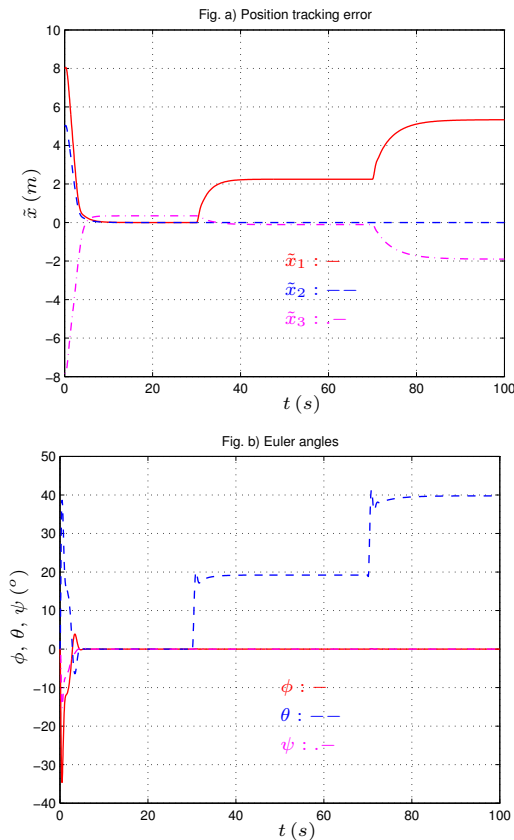 Fig. a) Position tracking error
10
8
6
4
2
0
−2
−4
−6
−8
x̃ (m)
x̃₁ : −
x̃₂ : −−
x̃₃ : .−
0 20 40 60 80 100
t (s)
Fig. b) Euler angles
50
40
30
20
10
0
−10
−20
−30
−40
ϕ, θ, ψ (°)
ϕ : −
θ : −−
ψ : .−
0 20 40 60 80 100
t (s)